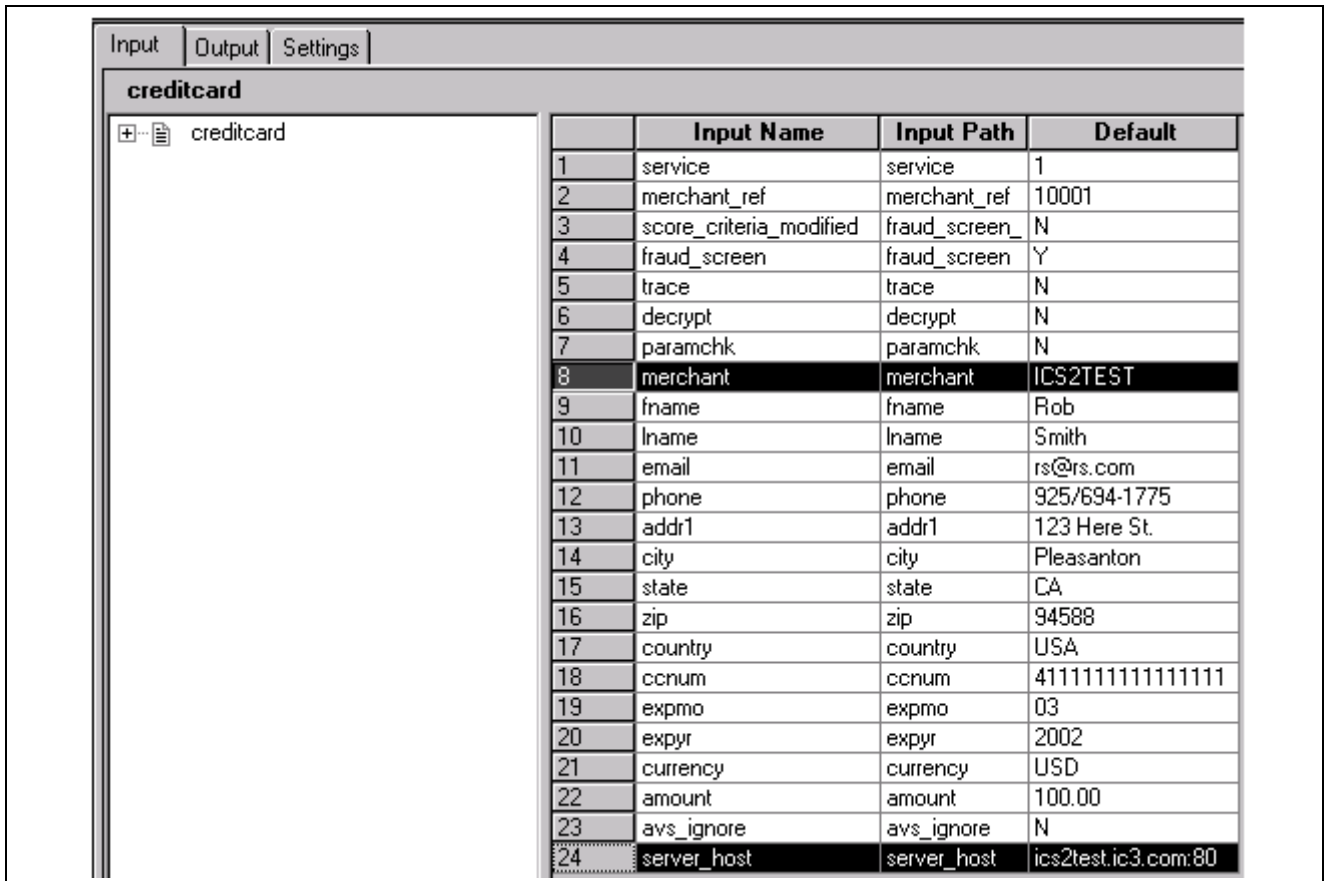 Input Output Settings
creditcard
creditcard
Input Name Input Path Default
1 service service 1
2 merchant_ref merchant_ref 10001
3 score_criteria_modified fraud_screen_ N
4 fraud_screen fraud_screen Y
5 trace trace N
6 decrypt decrypt N
7 paramchk paramchk N
8 merchant merchant ICS2TEST
9 fname fname Rob
10 lname lname Smith
11 email email rs@rs.com
12 phone phone 925/694-1775
13 addr1 addr1 123 Here St.
14 city city Pleasanton
15 state state CA
16 zip zip 94588
17 country country USA
18 ccnum ccnum 4111111111111111
19 expmo expmo 03
20 expyr expyr 2002
21 currency currency USD
22 amount amount 100.00
23 avs_ignore avs_ignore N
24 server_host server_host ics2test.ic3.com:80